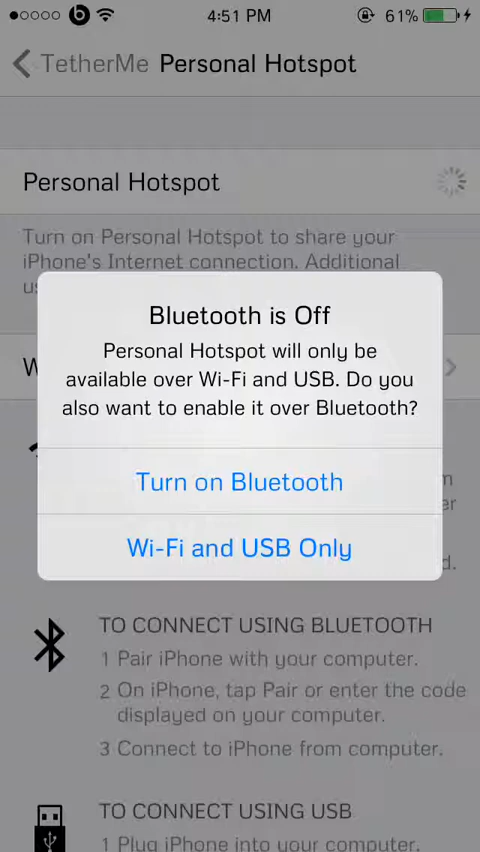 4:51 PM
61%
TetherMe Personal Hotspot
Personal Hotspot
Turn on Personal Hotspot to share your
iPhone's Internet connection. Additional
Bluetooth is Off
Personal Hotspot will only be
available over Wi-Fi and USB. Do you
also want to enable it over Bluetooth?
Turn on Bluetooth
Wi-Fi and USB Only
TO CONNECT USING BLUETOOTH
1 Pair iPhone with your computer.
2 On iPhone, tap Pair or enter the code
displayed on your computer.
3 Connect to iPhone from computer.
TO CONNECT USING USB
1 Plug iPhone into your computer.